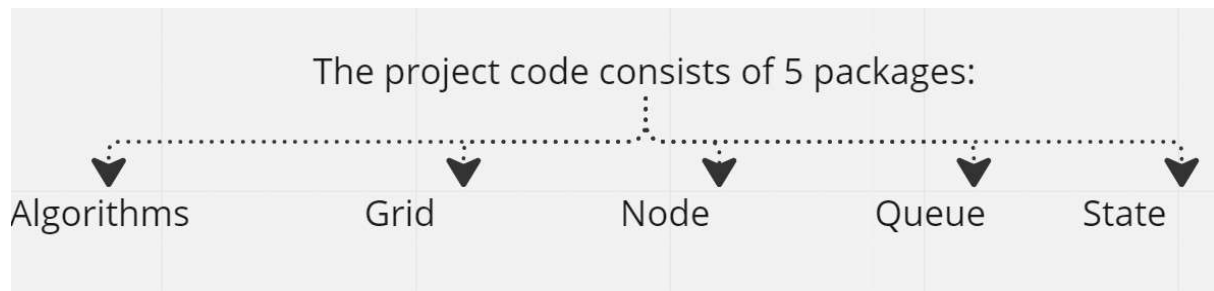 The project code consists of 5 packages:
Algorithms Grid Node Queue State